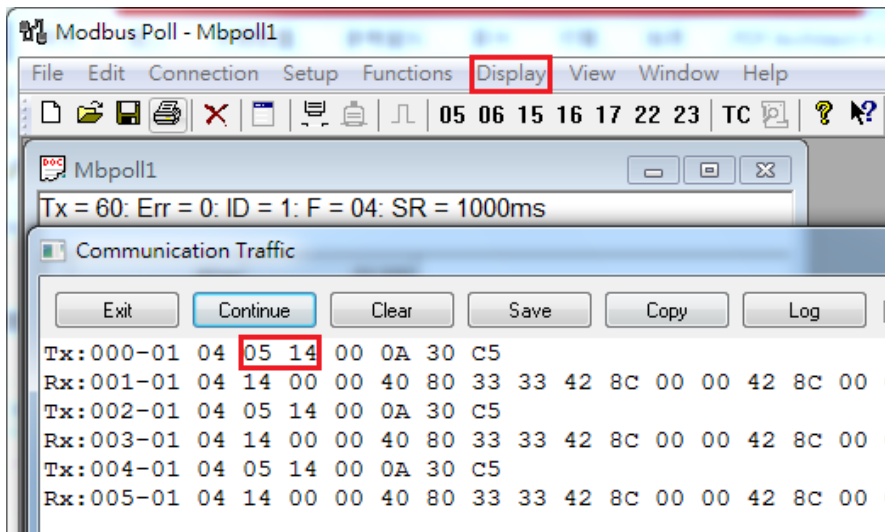 Modbus Poll - Mbpoll1
File Edit Connection Setup Functions Display View Window Help
05 06 15 16 17 22 23 TC
Mbpoll1
Tx = 60: Err = 0: ID = 1: F = 04: SR = 1000ms
Communication Traffic
Exit Continue Clear Save Copy Log
Tx:000-01 04 05 14 00 0A 30 C5
Rx:001-01 04 14 00 00 40 80 33 33 42 8C 00 00 42 8C 00
Tx:002-01 04 05 14 00 0A 30 C5
Rx:003-01 04 14 00 00 40 80 33 33 42 8C 00 00 42 8C 00
Tx:004-01 04 05 14 00 0A 30 C5
Rx:005-01 04 14 00 00 40 80 33 33 42 8C 00 00 42 8C 00